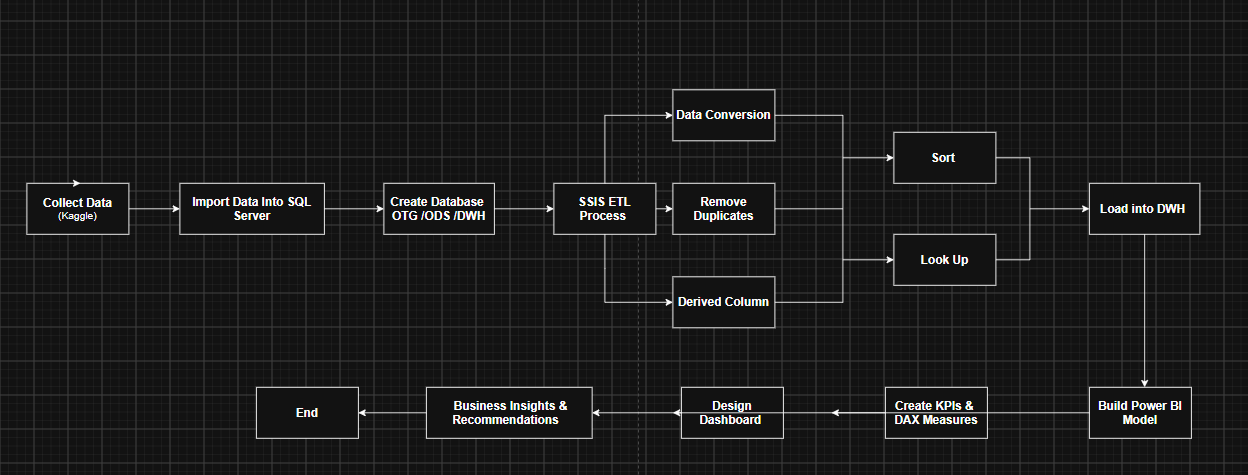 Collect Data
(Kaggle)
Import Data Into SQL
Server
Create Database
OTG /ODS /DWH
SSIS ETL
Process
Data Conversion
Remove
Duplicates
Derived Column
Sort
Look Up
Load into DWH
Build Power BI
Model
Create KPIs &
DAX Measures
Design
Dashboard
Business Insights &
Recommendations
End